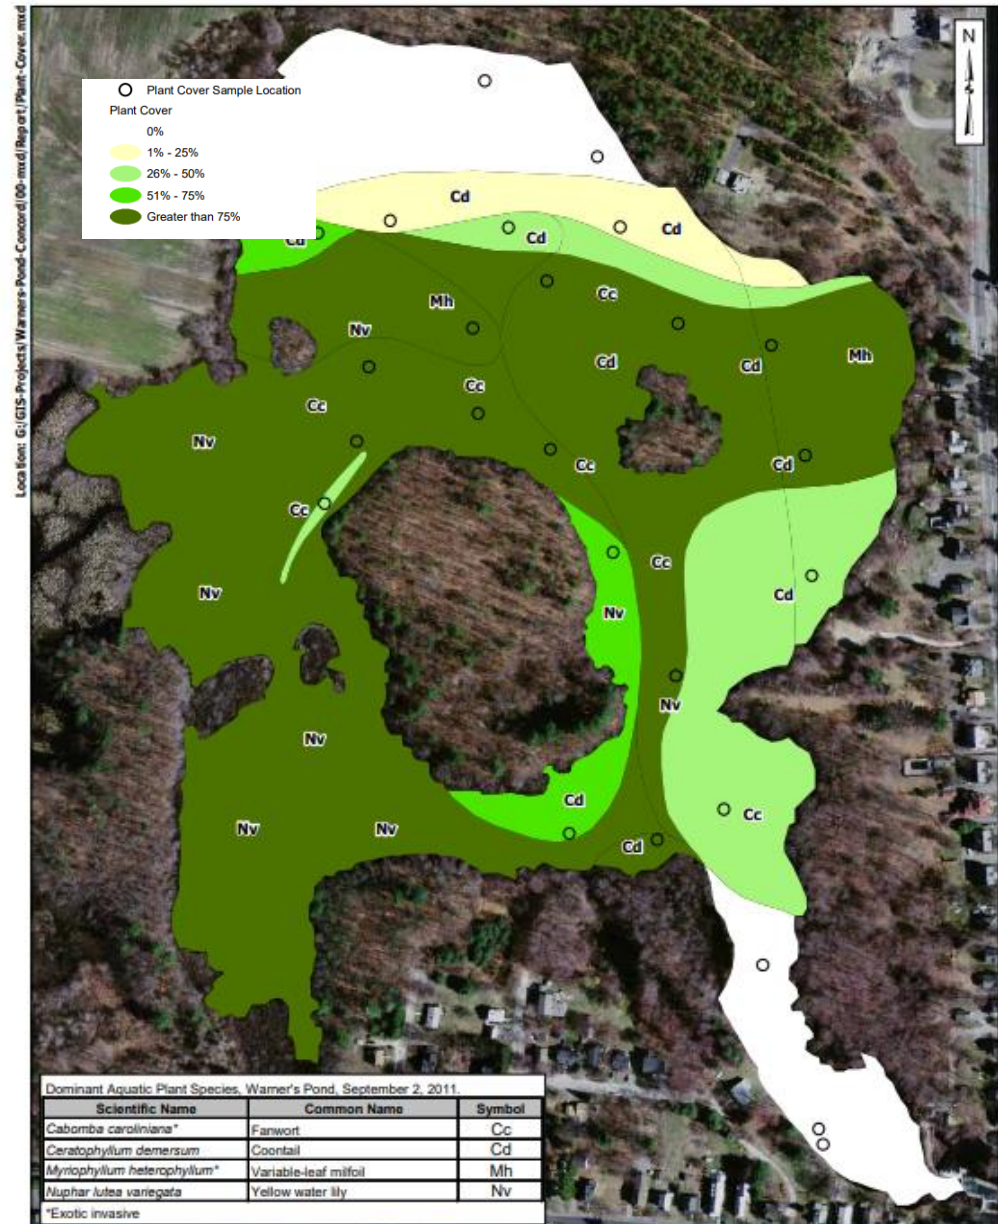 Location: G:/GIS-Projects/Warners-Pond-Concord/00-mxd/Report/Plant-Cover.mxd
N
Plant Cover Sample Location
Plant Cover
0%
1% - 25%
26% - 50%
51% - 75%
Greater than 75%
Cd
Cd
Cd
Cd
Cc
Mh
Nv
Cd
Cd
Mh
Cc
Cc
Nv
Cc
Cd
Cc
Cc
Nv
Cd
Nv
Nv
Nv
Cd
Cc
Nv
Nv
Cd
Dominant Aquatic Plant Species, Warner's Pond, September 2, 2011.
Scientific Name Common Name Symbol
Cabomba caroliniana* Fanwort Cc
Ceratophyllum demersum Coontail Cd
Myriophyllum heterophyllum* Variable-leaf milfoil Mh
Nuphar lutea variegata Yellow water lily Nv
*Exotic invasive